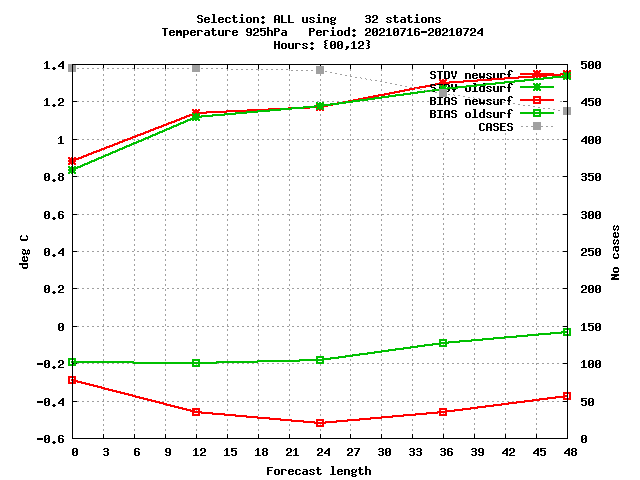 Selection: ALL using    32 stations
Temperature 925hPa   Period: 20210716-20210724
Hours: {00,12}
STDV newsurf
STDV oldsurf
BIAS newsurf
BIAS oldsurf
CASES
1.4
1.2
1
0.8
0.6
0.4
0.2
0
-0.2
-0.4
-0.6
deg C
500
450
400
350
300
250
200
150
100
50
0
No cases
0 3 6 9 12 15 18 21 24 27 30 33 36 39 42 45 48
Forecast length